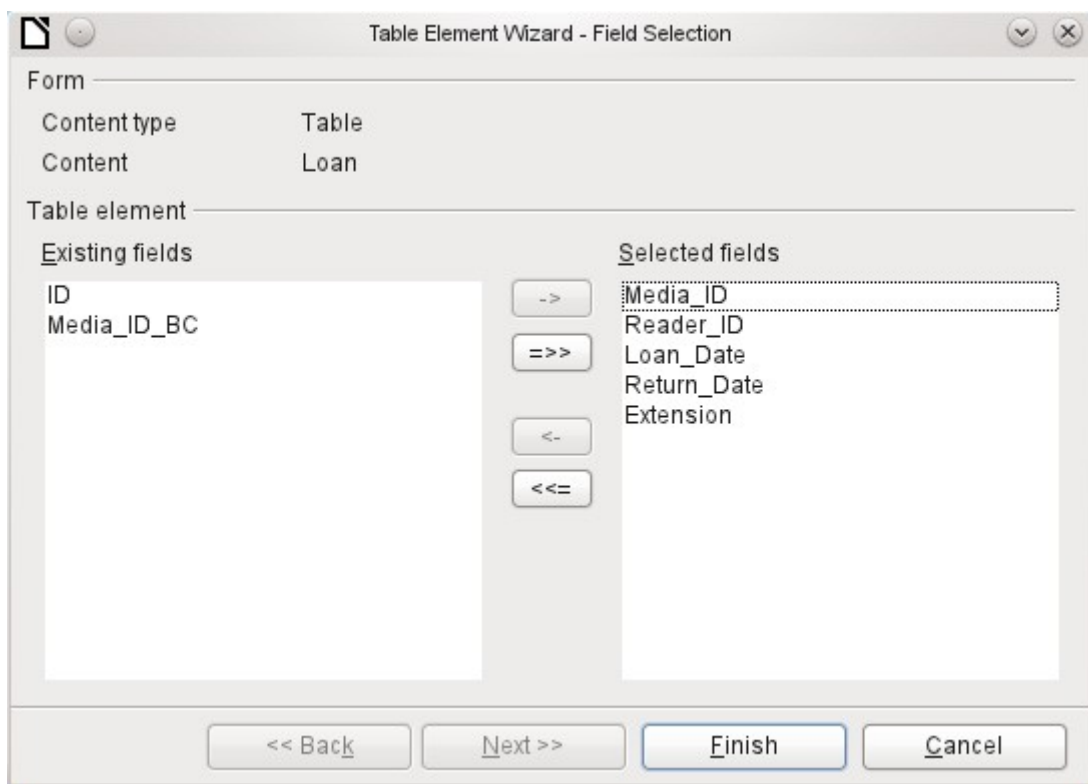 Table Element Wizard - Field Selection
Form
Content type Table
Content Loan
Table element
Existing fields
ID
Media_ID_BC
->
=>>
<-
<<=
Selected fields
Media_ID
Reader_ID
Loan_Date
Return_Date
Extension
<< Back Next >> Finish Cancel